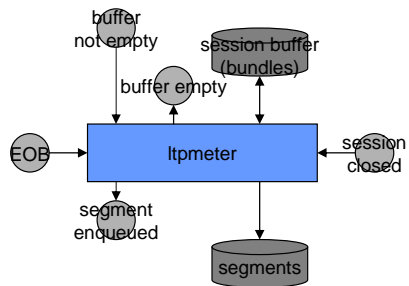 buffer
not empty
session buffer
(bundles)
buffer empty
EOB
ltpmeter
session
closed
segment
enqueued
segments